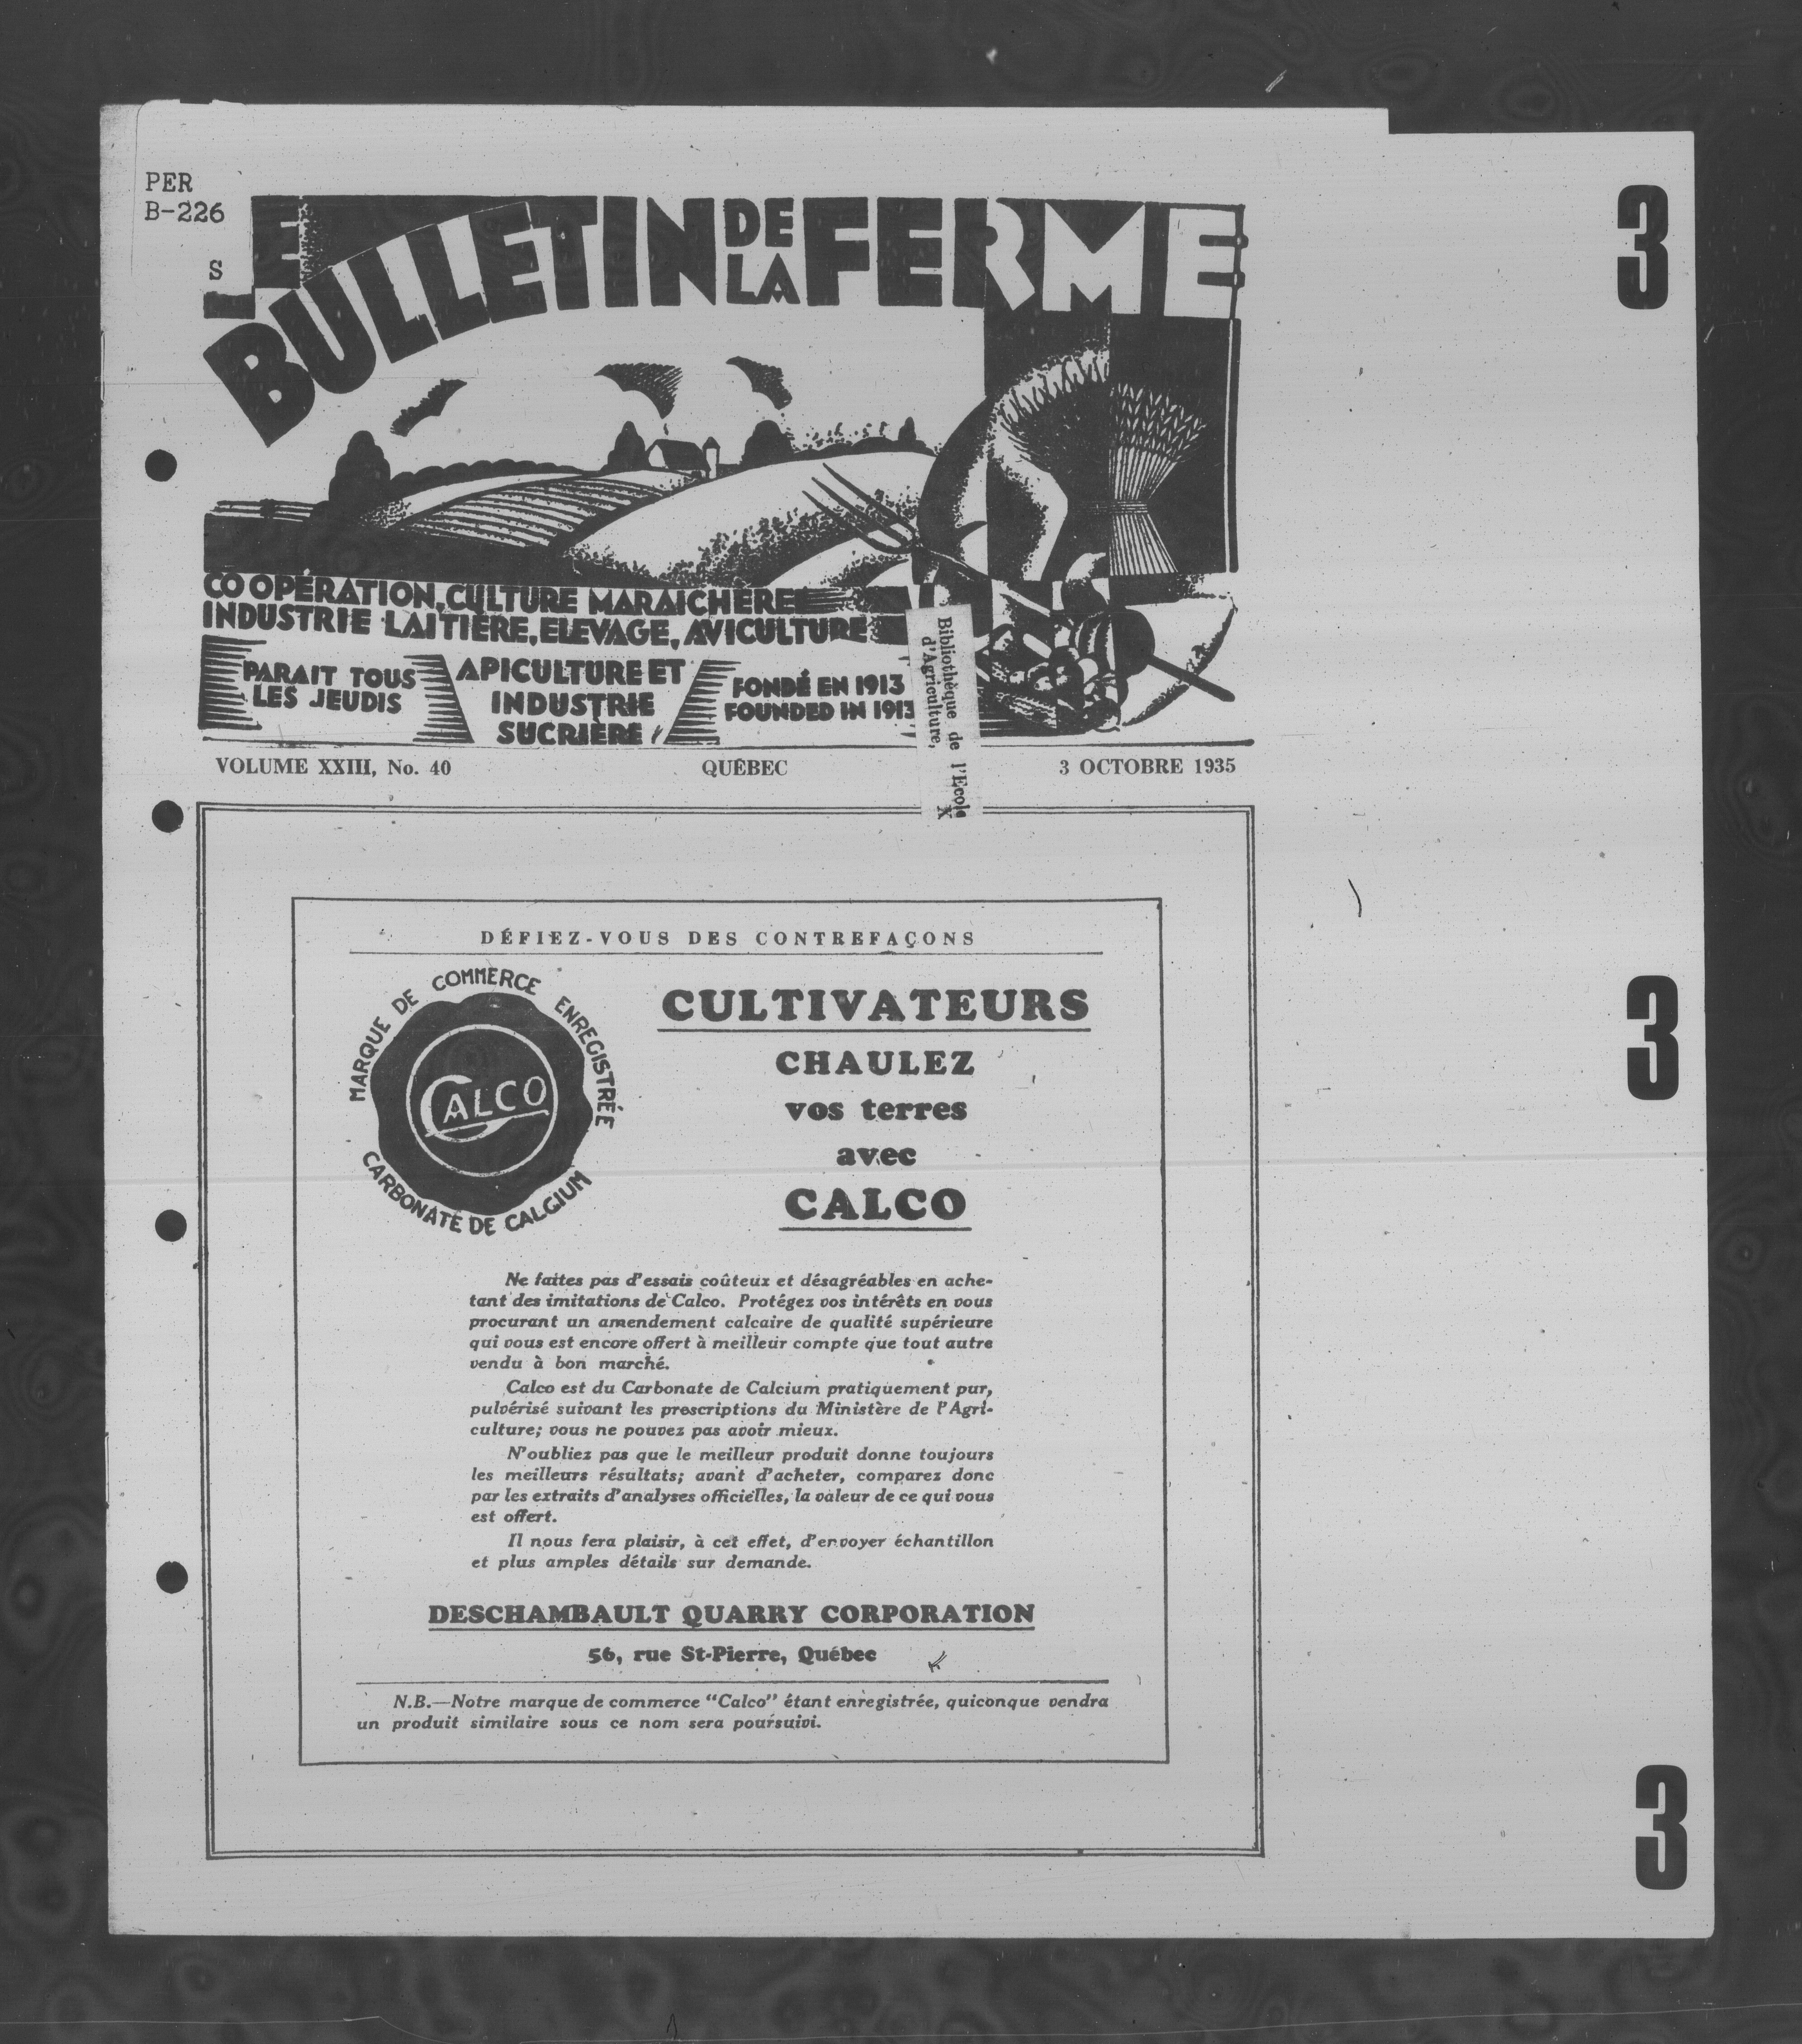 PER
B-226
S
LE BULLETIN DE LA FERME
COOPÉRATION, CULTURE MARAICHÈRE
INDUSTRIE LAITIÈRE, ELEVAGE, AVICULTURE
PARAIT TOUS
LES JEUDIS
APICULTURE ET
INDUSTRIE
SUCRIÈRE
FONDÉ EN 1913
FOUNDED IN 1913
Bibliothèque de l'Ecole
d'Agriculture,
X
VOLUME XXIII, No. 40 QUÉBEC 3 OCTOBRE 1935
DÉFIEZ-VOUS DES CONTREFAÇONS
MARQUE DE COMMERCE ENREGISTRÉE
CALCO
CARBONATE DE CALCIUM
CULTIVATEURS
CHAULEZ
vos terres
avec
CALCO
Ne faites pas d'essais coûteux et désagréables en ache-
tant des imitations de Calco. Protégez vos intérêts en vous
procurant un amendement calcaire de qualité supérieure
qui vous est encore offert à meilleur compte que tout autre
vendu à bon marché.
Calco est du Carbonate de Calcium pratiquement pur,
pulvérisé suivant les prescriptions du Ministère de l'Agri-
culture; vous ne pouvez pas avoir mieux.
N'oubliez pas que le meilleur produit donne toujours
les meilleurs résultats; avant d'acheter, comparez donc
par les extraits d'analyses officielles, la valeur de ce qui vous
est offert.
Il nous fera plaisir, à cet effet, d'envoyer échantillon
et plus amples détails sur demande.
DESCHAMBAULT QUARRY CORPORATION
56, rue St-Pierre, Québec
N.B.—Notre marque de commerce "Calco" étant enregistrée, quiconque vendra
un produit similaire sous ce nom sera poursuivi.
3
3
3